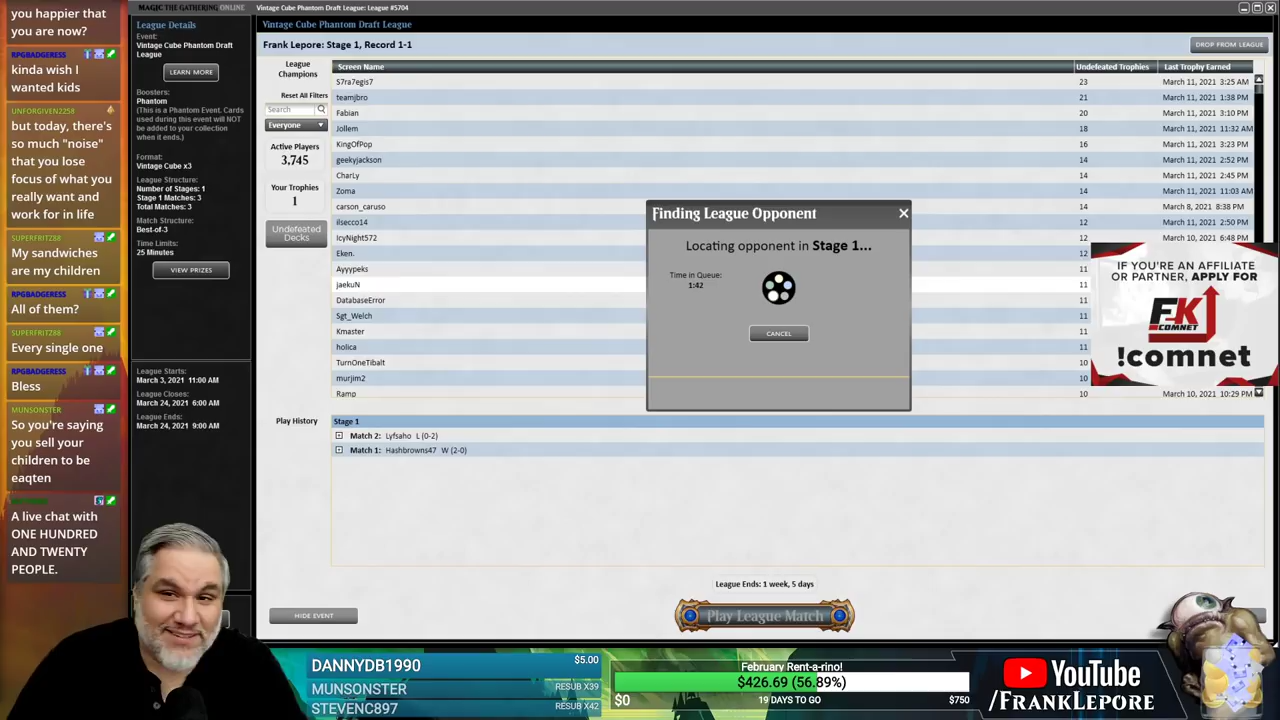 you happier that
you are now?
RPGBADGERESS
kinda wish I
wanted kids
UNFORGIVEN2258
but today, there's
so much "noise"
that you lose
focus of what you
really want and
work for in life
SUPERFRITZ88
My sandwiches
are my children
RPGBADGERESS
All of them?
SUPERFRITZ88
Every single one
RPGBADGERESS
Bless
MUNSONSTER
So you're saying
you sell your
children to be
eaqten
A live chat with
ONE HUNDRED
AND TWENTY
PEOPLE.
MAGIC THE GATHERING ONLINE
Vintage Cube Phantom Draft League: League #5704
League Details
Event:
Vintage Cube Phantom Draft
League
LEARN MORE
Boosters:
Phantom
(This is a Phantom Event. Cards
used during this event will NOT
be added to your collection
when it ends.)
Format:
Vintage Cube x3
League Structure:
Number of Stages: 1
Stage 1 Matches: 3
Total Matches: 3
Match Structure:
Best-of-3
Time Limits:
25 Minutes
VIEW PRIZES
League Starts:
March 3, 2021 11:00 AM
League Closes:
March 24, 2021 6:00 AM
League Ends:
March 24, 2021 9:00 AM
Vintage Cube Phantom Draft League
Frank Lepore: Stage 1, Record 1-1
DROP FROM LEAGUE
League
Champions
Reset All Filters
Search
Everyone
Active Players
3,745
Your Trophies
1
Undefeated
Decks
Screen Name Undefeated Trophies Last Trophy Earned
S7ra7egis7 23 March 11, 2021 3:25 AM
teamjbro 21 March 11, 2021 1:38 PM
Fabian 20 March 11, 2021 3:10 PM
Jollem 18 March 11, 2021 11:32 AM
KingOfPop 16 March 11, 2021 3:23 PM
geekyjackson 14 March 11, 2021 2:52 PM
CharLy 14 March 11, 2021 2:45 PM
Zoma 14 March 11, 2021 11:03 AM
carson_caruso 14 March 8, 2021 8:38 PM
ilsecco14 12 March 11, 2021 2:50 PM
IcyNight572 12 March 10, 2021 6:48 PM
Eken. 12
Ayyypeks 11
JaekuN 11
DatabaseError 11
Sgt_Welch 11
Kmaster 11
holica 11
TurnOneTibalt 10
murjim2 10
Ramp 10 March 10, 2021 10:29 PM
Finding League Opponent
Locating opponent in Stage 1...
Time in Queue:
1:42
CANCEL
IF YOU'RE AN AFFILIATE
OR PARTNER, APPLY FOR
FK
COMNET
!comnet
Play History
Stage 1
Match 2: Lyfsaho L (0-2)
Match 1: Hashbrowns47 W (2-0)
League Ends: 1 week, 5 days
HIDE EVENT
Play League Match
DANNYDB1990 $5.00
MUNSONSTER RESUB X39
STEVENC897 RESUB X42
February Rent-a-rino!
$426.69 (56.89%)
$0 19 DAYS TO GO $750
YouTube
/FRANKLEPORE